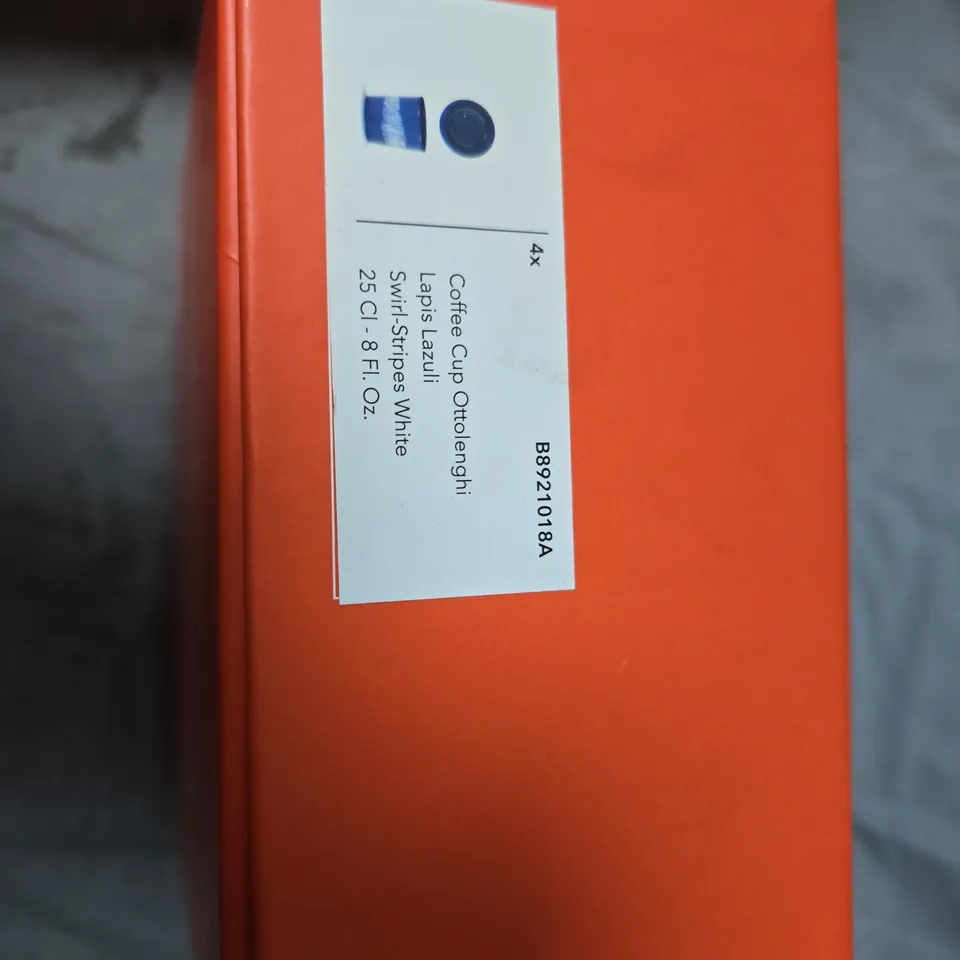 4x
B8921018A
Coffee Cup Ottolenghi
Lapis Lazuli
Swirl-Stripes White
25 Cl - 8 Fl. Oz.